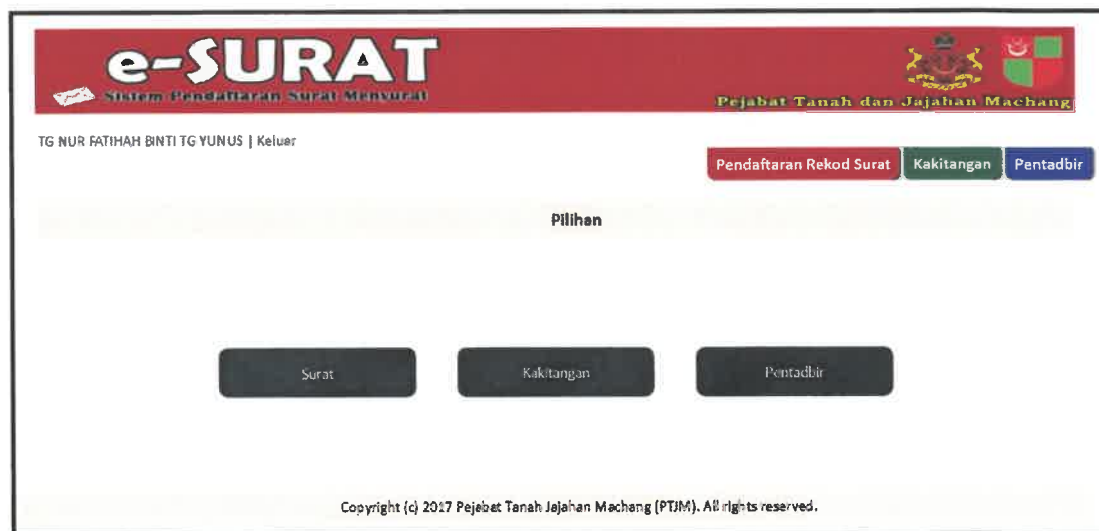 e-SURAT
Sistem Pendaftaran Surat Menyurat
Pejabat Tanah dan Jajahan Machang
TG NUR FATIHAH BINTI TG YUNUS | Keluar
Pendaftaran Rekod Surat Kakitangan Pentadbir
Pilihan
Surat Kakitangan Pentadbir
Copyright (c) 2017 Pejabat Tanah Jajahan Machang (PTJM). All rights reserved.